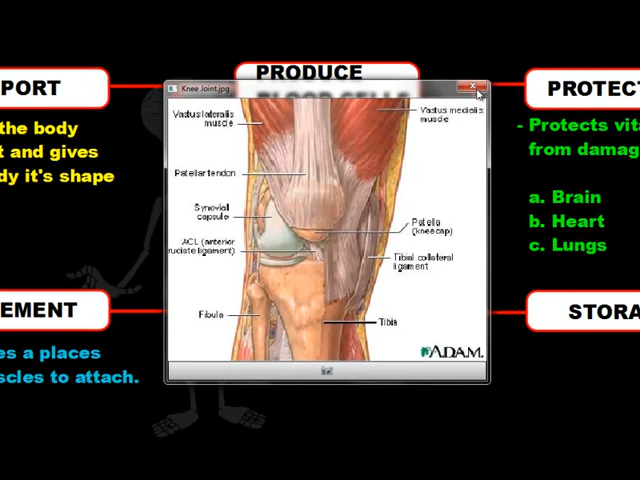 PORT
PRODUCE
BLOOD CELLS
PROTECT
the body
t and gives
dy it's shape
Knee Joint.jpg
Vastus lateralis
muscle
Vastus medialis
muscle
Patellar tendon
Synovial
capsule
ACL (anterior
cruciate ligament)
Patella
(kneecap)
Tibial collateral
ligament
Fibula
Tibia
ADAM.
- Protects vit
from damag
a. Brain
b. Heart
c. Lungs
EMENT
es a places
scles to attach.
STORA